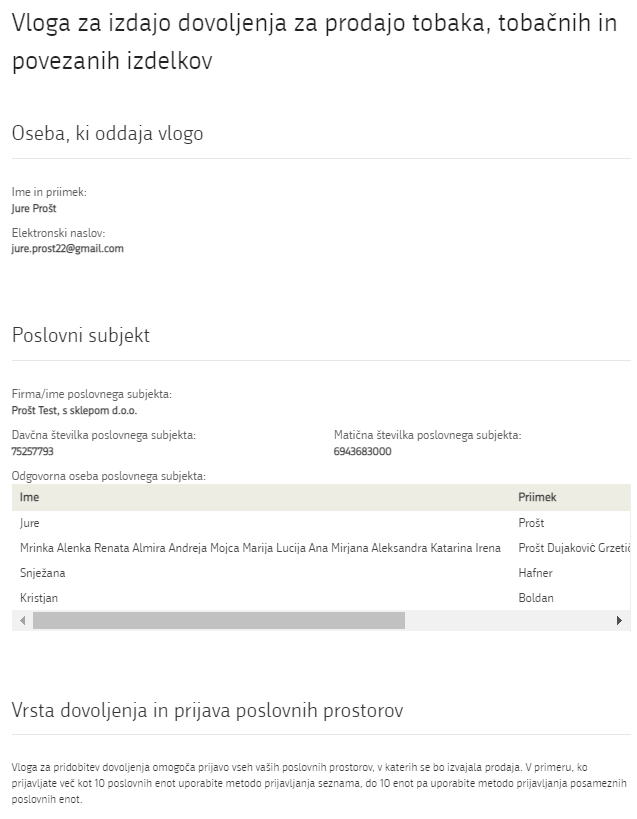 Vloga za izdajo dovoljenja za prodajo tobaka, tobačnih in
povezanih izdelkov
Oseba, ki oddaja vlogo
Ime in priimek:
Jure Prošt
Elektronski naslov:
jure.prost22@gmail.com
Poslovni subjekt
Firma/ime poslovnega subjekta:
Prošt Test, s sklepom d.o.o.
Davčna številka poslovnega subjekta: Matična številka poslovnega subjekta:
75257793 6943683000
Odgovorna oseba poslovnega subjekta:
Ime Priimek
Jure Prošt
Mrinka Alenka Renata Almira Andreja Mojca Marija Lucija Ana Mirjana Aleksandra Katarina Irena Prošt Dujaković Grzetić
Snježana Hafner
Kristjan Boldan
Vrsta dovoljenja in prijava poslovnih prostorov
Vloga za pridobitev dovoljenja omogoča prijavo vseh vaših poslovnih prostorov, v katerih se bo izvajala prodaja. V primeru, ko
prijavljate več kot 10 poslovnih enot uporabite metodo prijavljanja seznama, do 10 enot pa uporabite metodo prijavljanja posameznih
poslovnih enot.